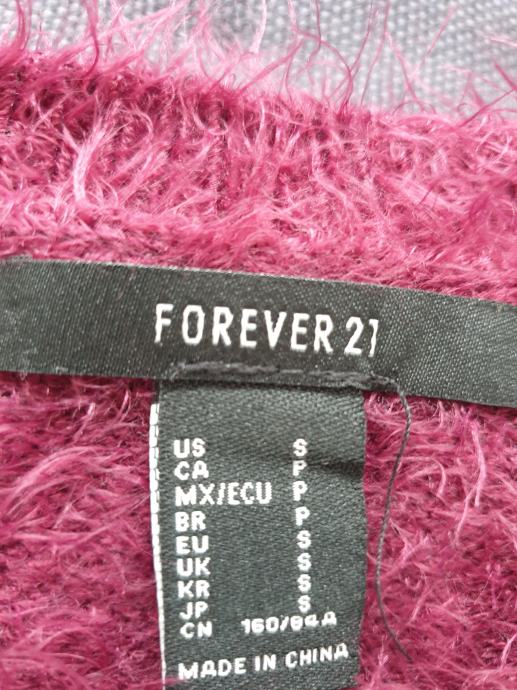 FOREVER 21
US S
CA P
MX/ECU P
BR P
EU S
UK S
KR S
JP S
CN 160/84A
MADE IN CHINA